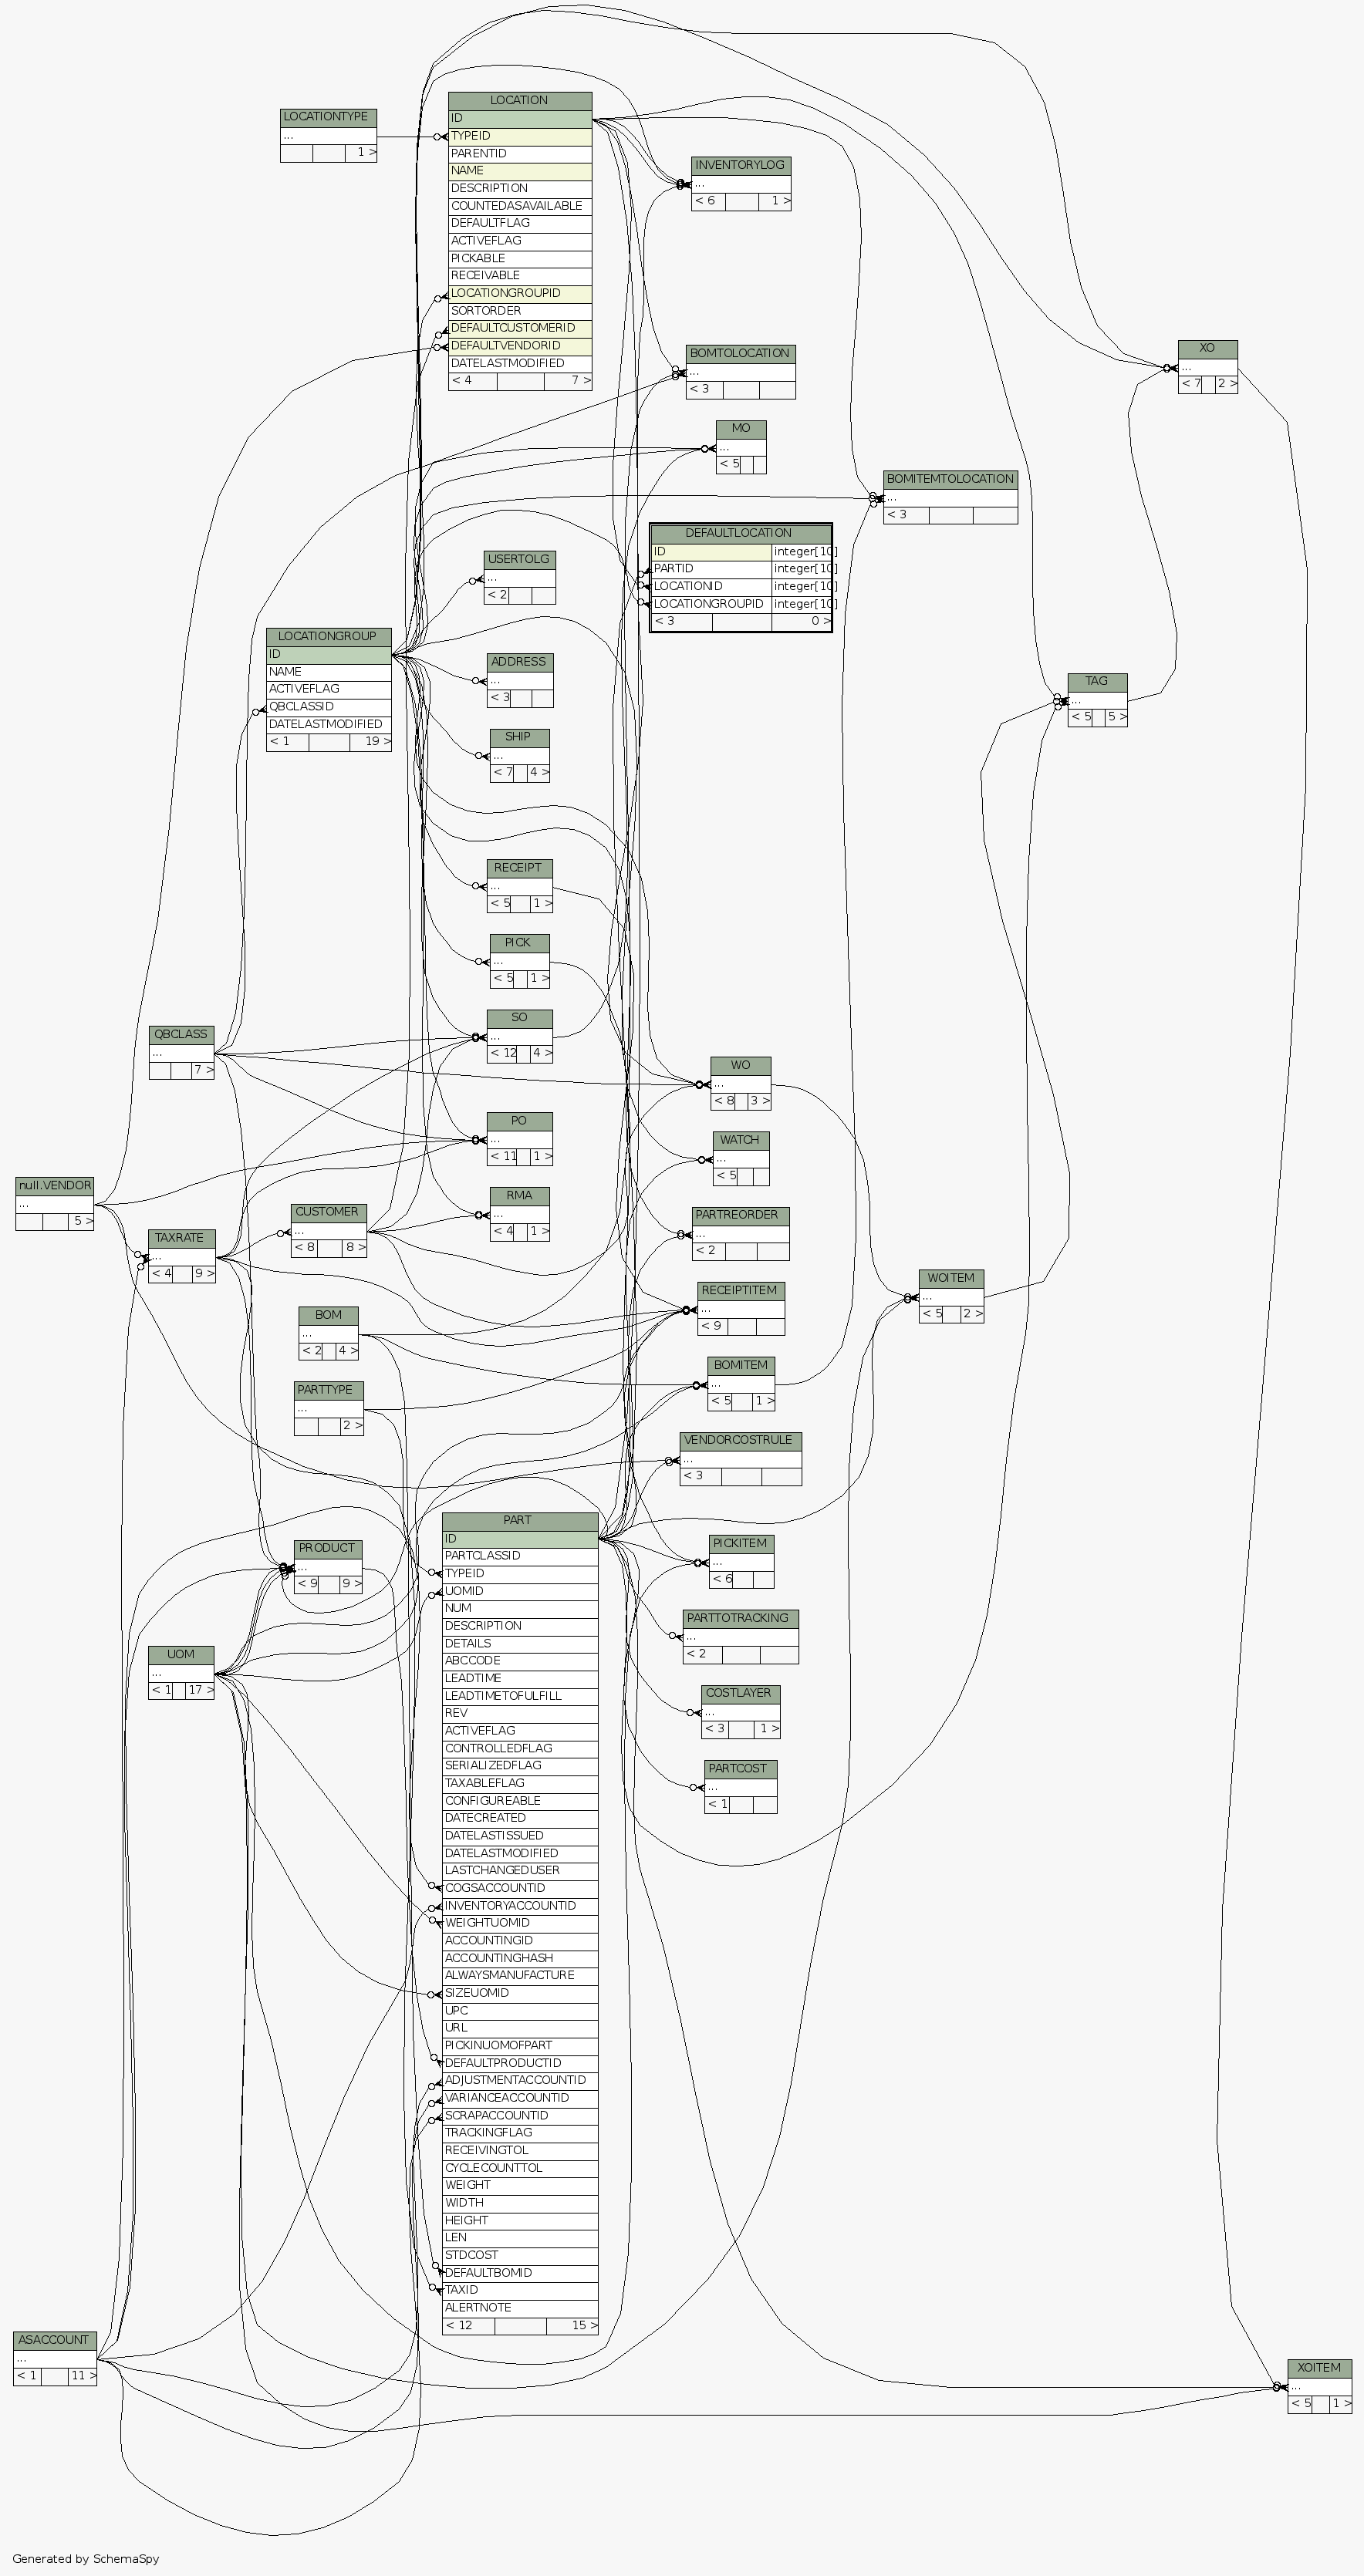 LOCATION
ID
TYPEID
PARENTID
NAME
DESCRIPTION
COUNTEDASAVAILABLE
DEFAULTFLAG
ACTIVEFLAG
PICKABLE
RECEIVABLE
LOCATIONGROUPID
SORTORDER
DEFAULTCUSTOMERID
DEFAULTVENDORID
DATELASTMODIFIED
< 4 7 >
LOCATIONTYPE
...
1 >
INVENTORYLOG
...
< 6 1 >
BOMTOLOCATION
...
< 3
XO
...
< 7 2 >
MO
...
< 5
BOMITEMTOLOCATION
...
< 3
DEFAULTLOCATION
ID integer[10]
PARTID integer[10]
LOCATIONID integer[10]
LOCATIONGROUPID integer[10]
< 3 0 >
USERTOLG
...
< 2
LOCATIONGROUP
ID
NAME
ACTIVEFLAG
QBCLASSID
DATELASTMODIFIED
< 1 19 >
ADDRESS
...
< 3
TAG
...
< 5 5 >
SHIP
...
< 7 4 >
RECEIPT
...
< 5 1 >
PICK
...
< 5 1 >
SO
...
< 12 4 >
QBCLASS
...
7 >
WO
...
< 8 3 >
PO
...
< 11 1 >
WATCH
...
< 5
null.VENDOR
...
5 >
RMA
...
< 4 1 >
CUSTOMER
...
< 8 8 >
PARTREORDER
...
< 2
TAXRATE
...
< 4 9 >
WOITEM
...
< 5 2 >
RECEIPTITEM
...
< 9
BOM
...
< 2 4 >
BOMITEM
...
< 5 1 >
PARTTYPE
...
2 >
VENDORCOSTRULE
...
< 3
PART
ID
PARTCLASSID
TYPEID
UOMID
NUM
DESCRIPTION
DETAILS
ABCCODE
LEADTIME
LEADTIMETOFULFILL
REV
ACTIVEFLAG
CONTROLLEDFLAG
SERIALIZEDFLAG
TAXABLEFLAG
CONFIGUREABLE
DATECREATED
DATELASTISSUED
DATELASTMODIFIED
LASTCHANGEDUSER
COGSACCOUNTID
INVENTORYACCOUNTID
WEIGHTUOMID
ACCOUNTINGID
ACCOUNTINGHASH
ALWAYSMANUFACTURE
SIZEUOMID
UPC
URL
PICKINUOMOFPART
DEFAULTPRODUCTID
ADJUSTMENTACCOUNTID
VARIANCEACCOUNTID
SCRAPACCOUNTID
TRACKINGFLAG
RECEIVINGTOL
CYCLECOUNTTOL
WEIGHT
WIDTH
HEIGHT
LEN
STDCOST
DEFAULTBOMID
TAXID
ALERTNOTE
< 12 15 >
PICKITEM
...
< 6
PRODUCT
...
< 9 9 >
PARTTOTRACKING
...
< 2
UOM
...
< 1 17 >
COSTLAYER
...
< 3 1 >
PARTCOST
...
< 1
ASACCOUNT
...
< 1 11 >
XOITEM
...
< 5 1 >
Generated by SchemaSpy